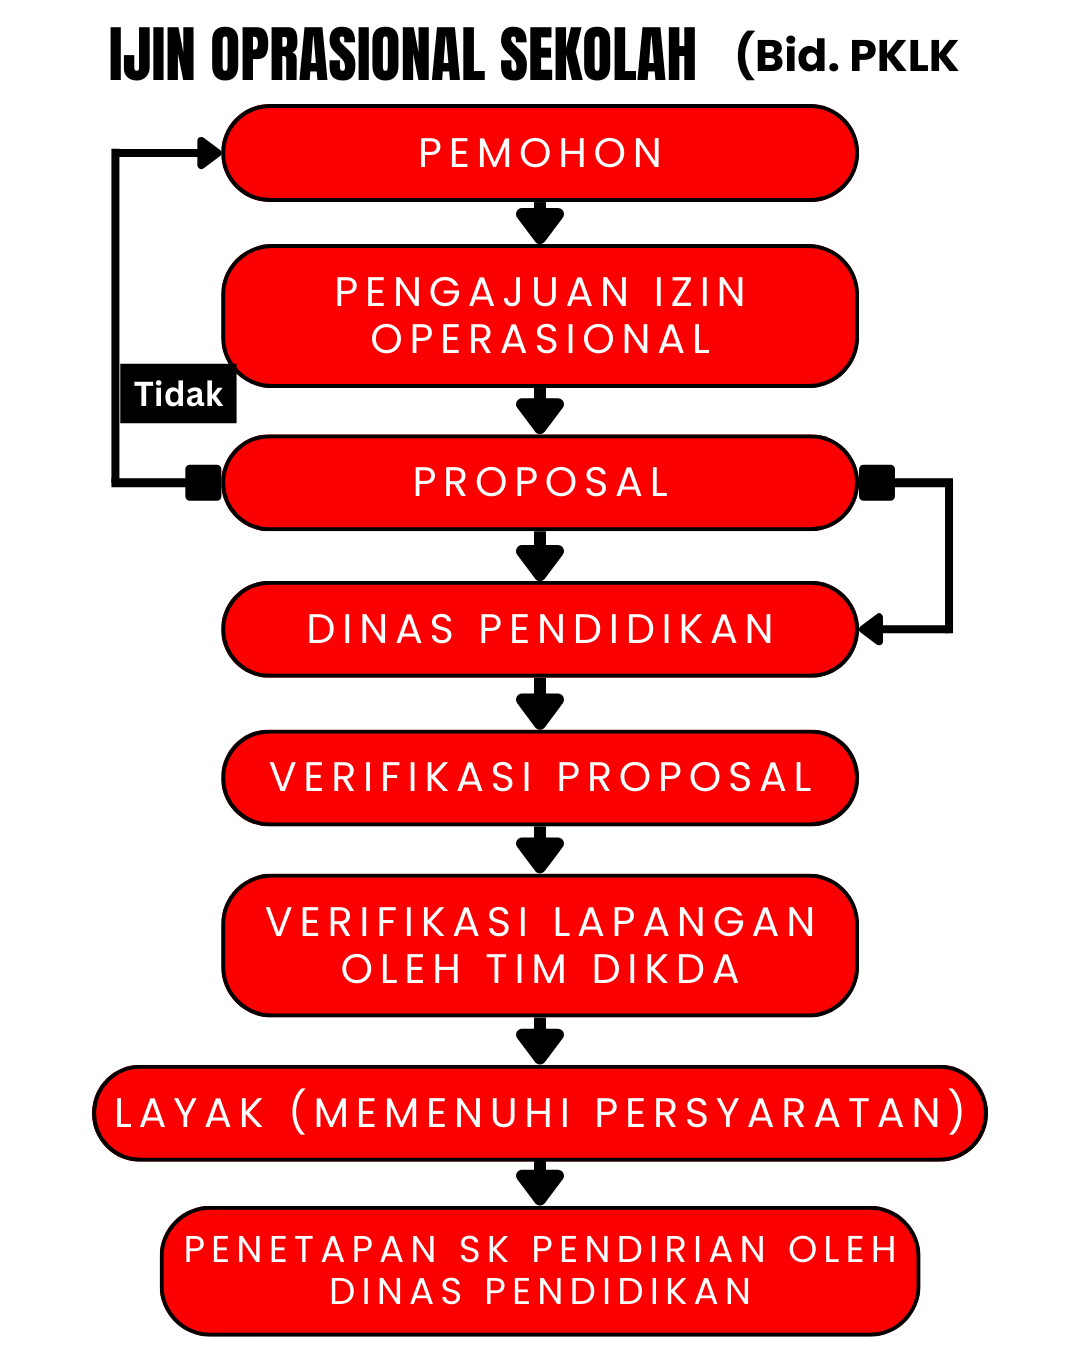 IJIN OPRASIONAL SEKOLAH (Bid. PKLK
PEMOHON
PENGAJUAN IZIN
OPERASIONAL
Tidak
PROPOSAL
DINAS PENDIDIKAN
VERIFIKASI PROPOSAL
VERIFIKASI LAPANGAN
OLEH TIM DIKDA
LAYAK (MEMENUHI PERSYARATAN)
PENETAPAN SK PENDIRIAN OLEH
DINAS PENDIDIKAN